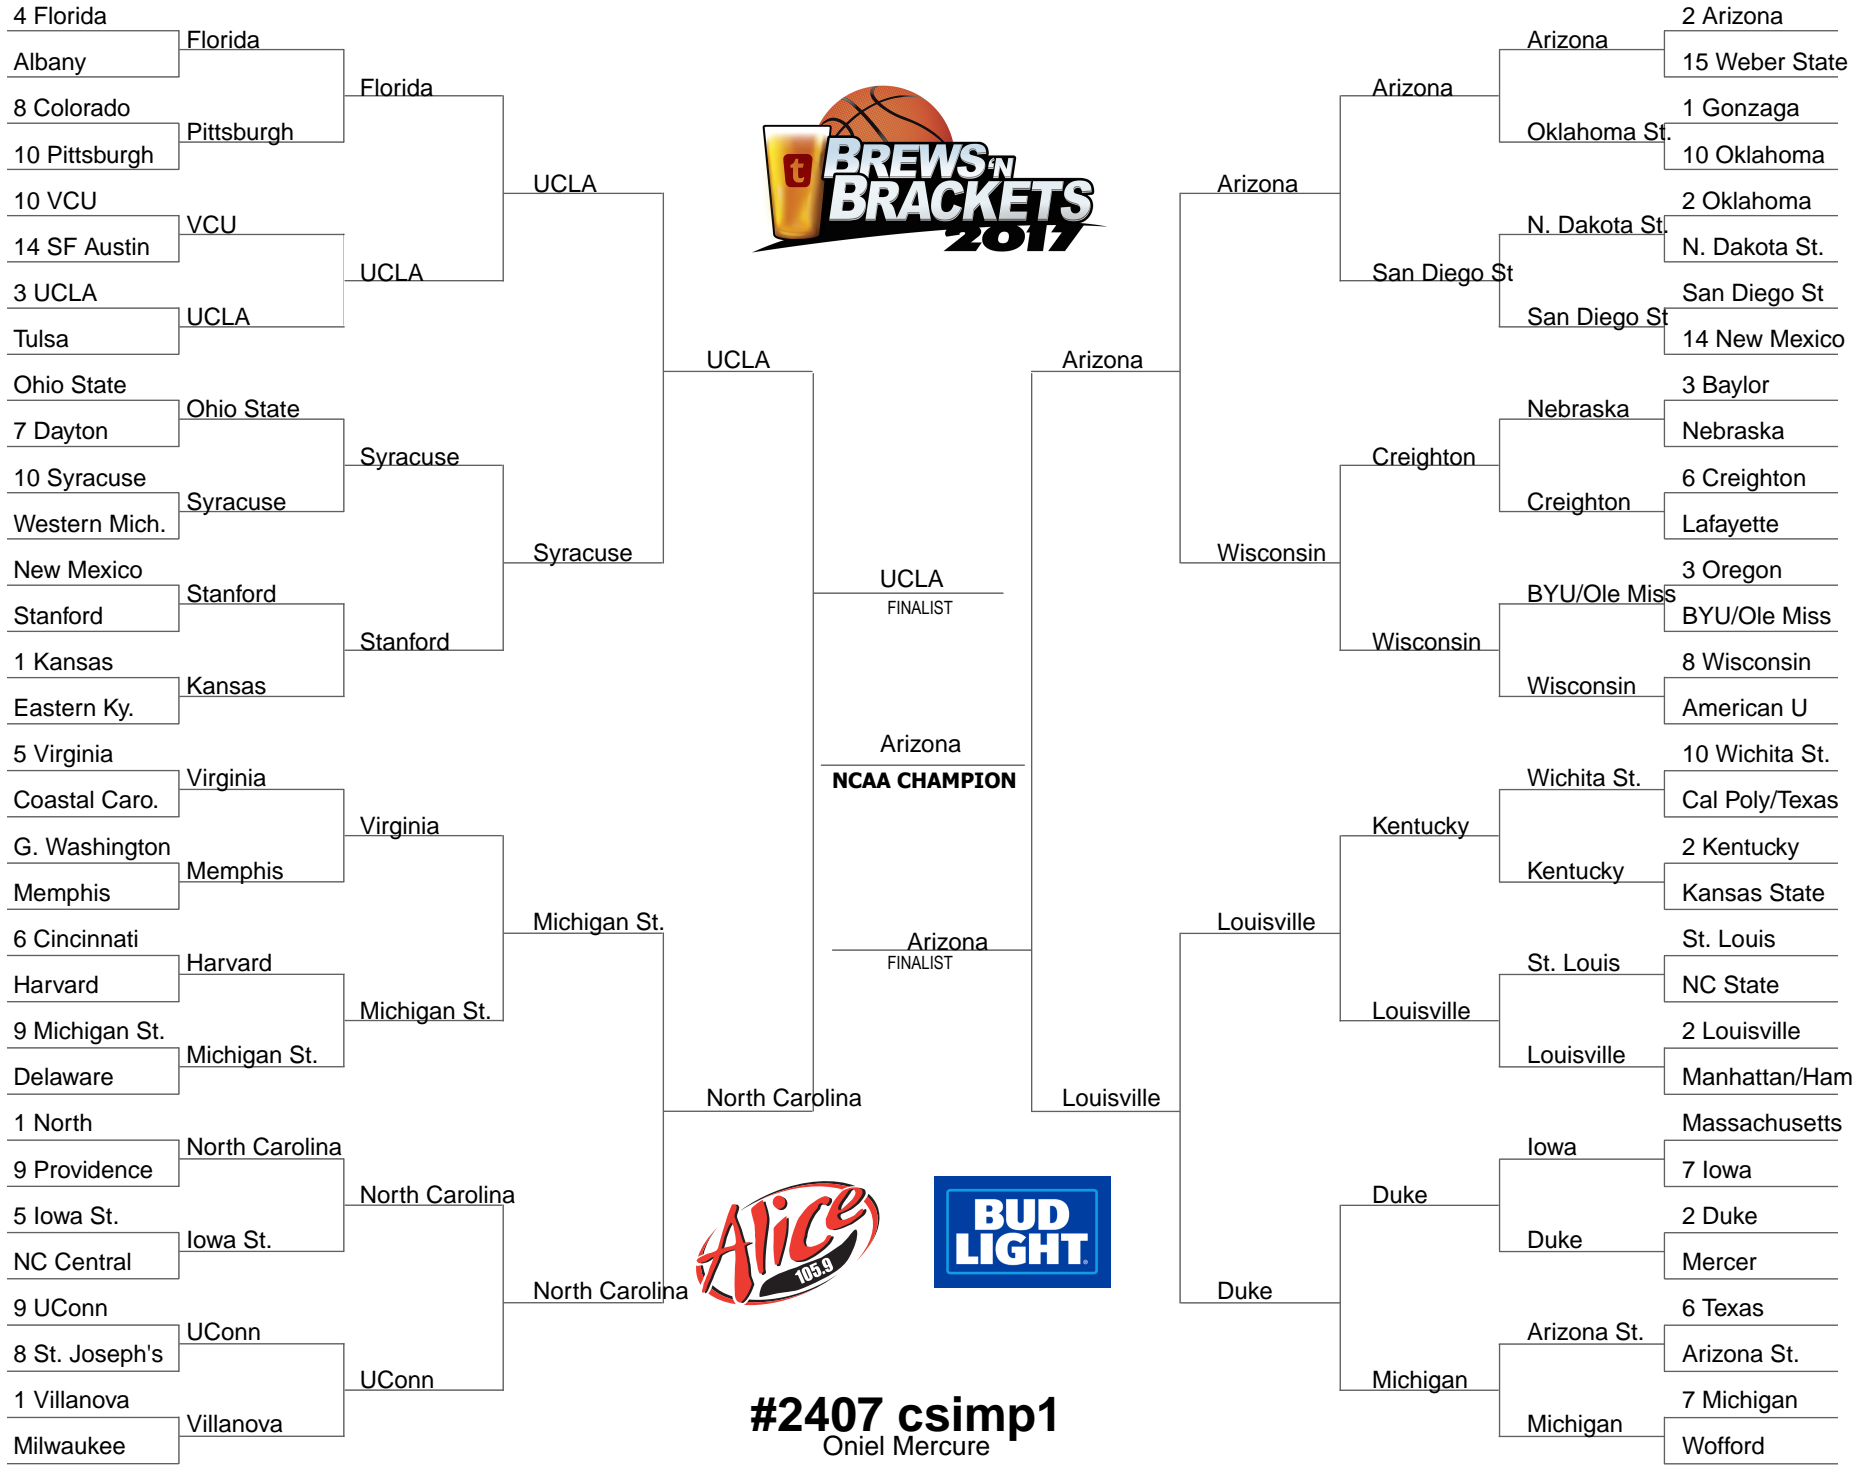 4 Florida
Albany
8 Colorado
10 Pittsburgh
10 VCU
14 SF Austin
3 UCLA
Tulsa
Ohio State
7 Dayton
10 Syracuse
Western Mich.
New Mexico
Stanford
1 Kansas
Eastern Ky.
5 Virginia
Coastal Caro.
G. Washington
Memphis
6 Cincinnati
Harvard
9 Michigan St.
Delaware
1 North
9 Providence
5 Iowa St.
NC Central
9 UConn
8 St. Joseph's
1 Villanova
Milwaukee
Florida
Pittsburgh
VCU
UCLA
Ohio State
Syracuse
Stanford
Kansas
Virginia
Memphis
Harvard
Michigan St.
North Carolina
Iowa St.
UConn
Villanova
Florida
UCLA
Syracuse
Stanford
Virginia
Michigan St.
North Carolina
UConn
UCLA
Syracuse
Michigan St.
North Carolina
UCLA
North Carolina
t
BREWS 'N
BRACKETS
2017
UCLA
FINALIST
Arizona
NCAA CHAMPION
Arizona
FINALIST
Alice
105.9
BUD
LIGHT
#2407 csimp1
Oniel Mercure
Arizona
Louisville
Arizona
Wisconsin
Louisville
Duke
Arizona
San Diego St
Creighton
Wisconsin
Kentucky
Louisville
Duke
Michigan
Arizona
Oklahoma St.
N. Dakota St.
San Diego St
Nebraska
Creighton
BYU/Ole Miss
Wisconsin
Wichita St.
Kentucky
St. Louis
Louisville
Iowa
Duke
Arizona St.
Michigan
2 Arizona
15 Weber State
1 Gonzaga
10 Oklahoma
2 Oklahoma
N. Dakota St.
San Diego St
14 New Mexico
3 Baylor
Nebraska
6 Creighton
Lafayette
3 Oregon
BYU/Ole Miss
8 Wisconsin
American U
10 Wichita St.
Cal Poly/Texas
2 Kentucky
Kansas State
St. Louis
NC State
2 Louisville
Manhattan/Ham
Massachusetts
7 Iowa
2 Duke
Mercer
6 Texas
Arizona St.
7 Michigan
Wofford